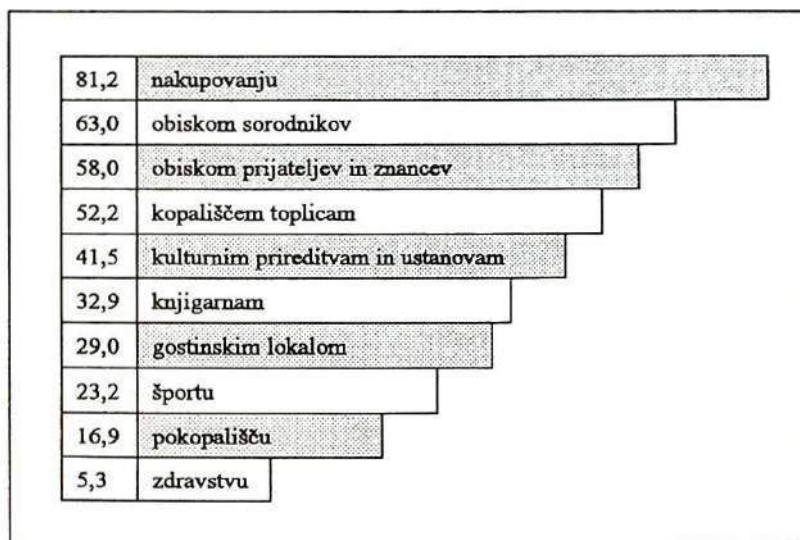 81,2 nakupovanju
63,0 obiskom sorodnikov
58,0 obiskom prijateljev in znancev
52,2 kopališčem toplicam
41,5 kulturnim prireditvam in ustanovam
32,9 knjigarnam
29,0 gostinskim lokalom
23,2 športu
16,9 pokopališču
5,3 zdravstvu